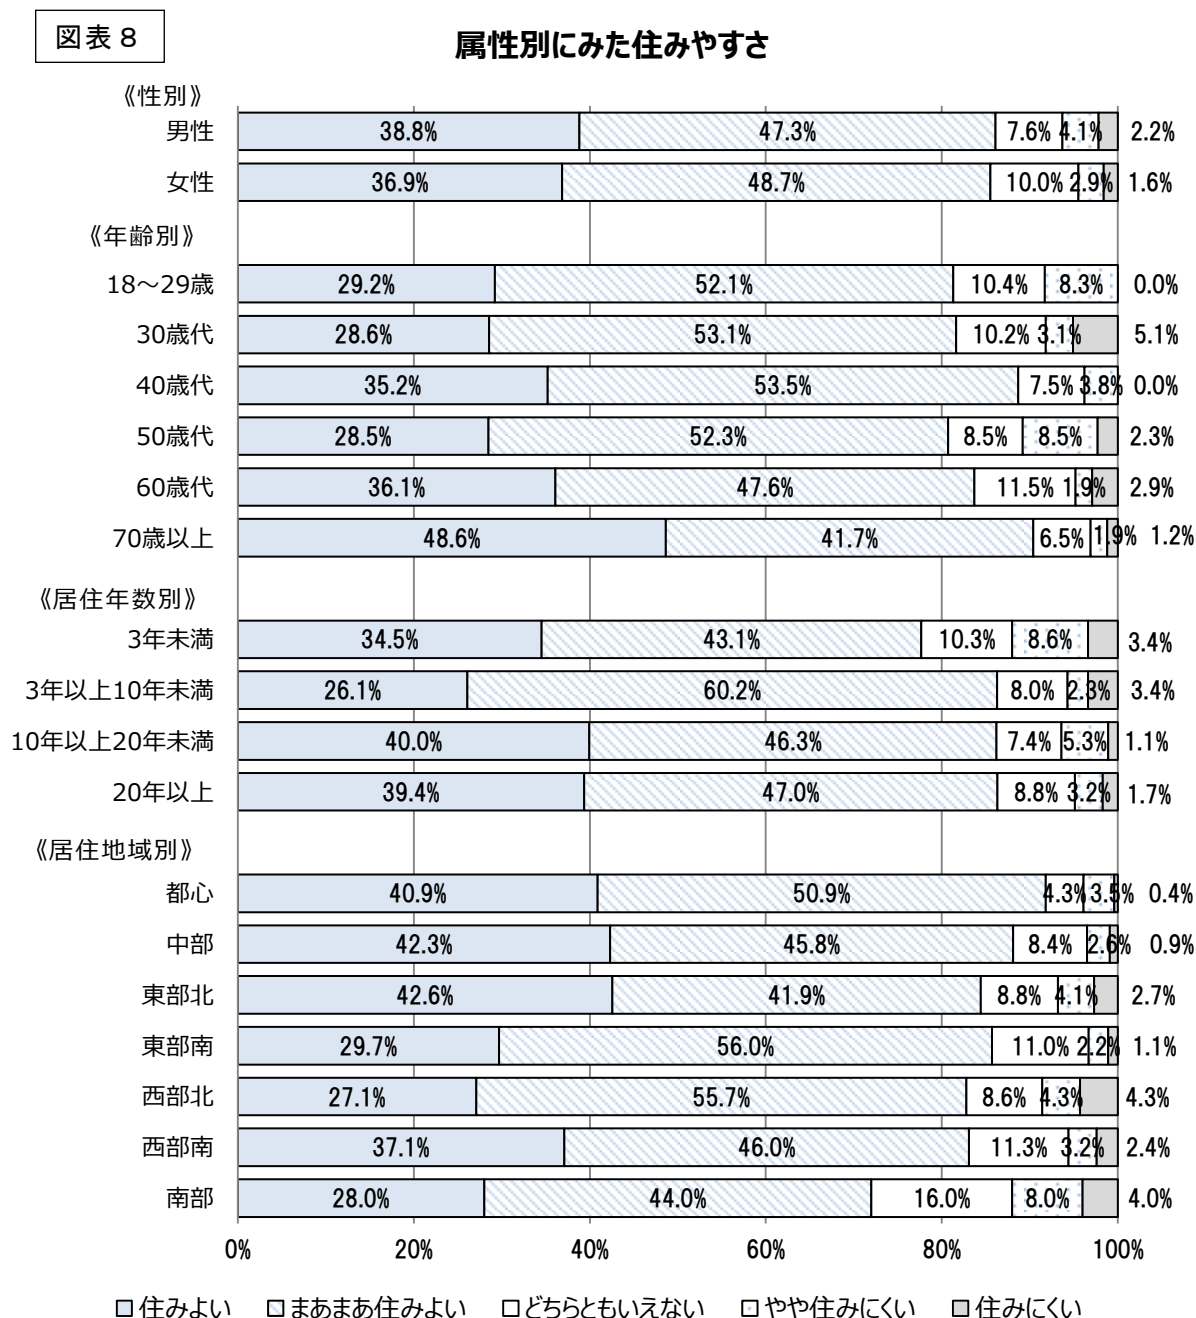 図表８
属性別にみた住みやすさ
《性別》
男性 38.8% 47.3% 7.6% 4.1% 2.2%
女性 36.9% 48.7% 10.0% 2.9% 1.6%
《年齢別》
18～29歳 29.2% 52.1% 10.4% 8.3% 0.0%
30歳代 28.6% 53.1% 10.2% 3.1% 5.1%
40歳代 35.2% 53.5% 7.5% 3.8% 0.0%
50歳代 28.5% 52.3% 8.5% 8.5% 2.3%
60歳代 36.1% 47.6% 11.5% 1.9% 2.9%
70歳以上 48.6% 41.7% 6.5% 1.9% 1.2%
《居住年数別》
3年未満 34.5% 43.1% 10.3% 8.6% 3.4%
3年以上10年未満 26.1% 60.2% 8.0% 2.3% 3.4%
10年以上20年未満 40.0% 46.3% 7.4% 5.3% 1.1%
20年以上 39.4% 47.0% 8.8% 3.2% 1.7%
《居住地域別》
都心 40.9% 50.9% 4.3% 3.5% 0.4%
中部 42.3% 45.8% 8.4% 2.6% 0.9%
東部北 42.6% 41.9% 8.8% 4.1% 2.7%
東部南 29.7% 56.0% 11.0% 2.2% 1.1%
西部北 27.1% 55.7% 8.6% 4.3% 4.3%
西部南 37.1% 46.0% 11.3% 3.2% 2.4%
南部 28.0% 44.0% 16.0% 8.0% 4.0%
0% 20% 40% 60% 80% 100%
住みよい まあまあ住みよい どちらともいえない やや住みにくい 住みにくい